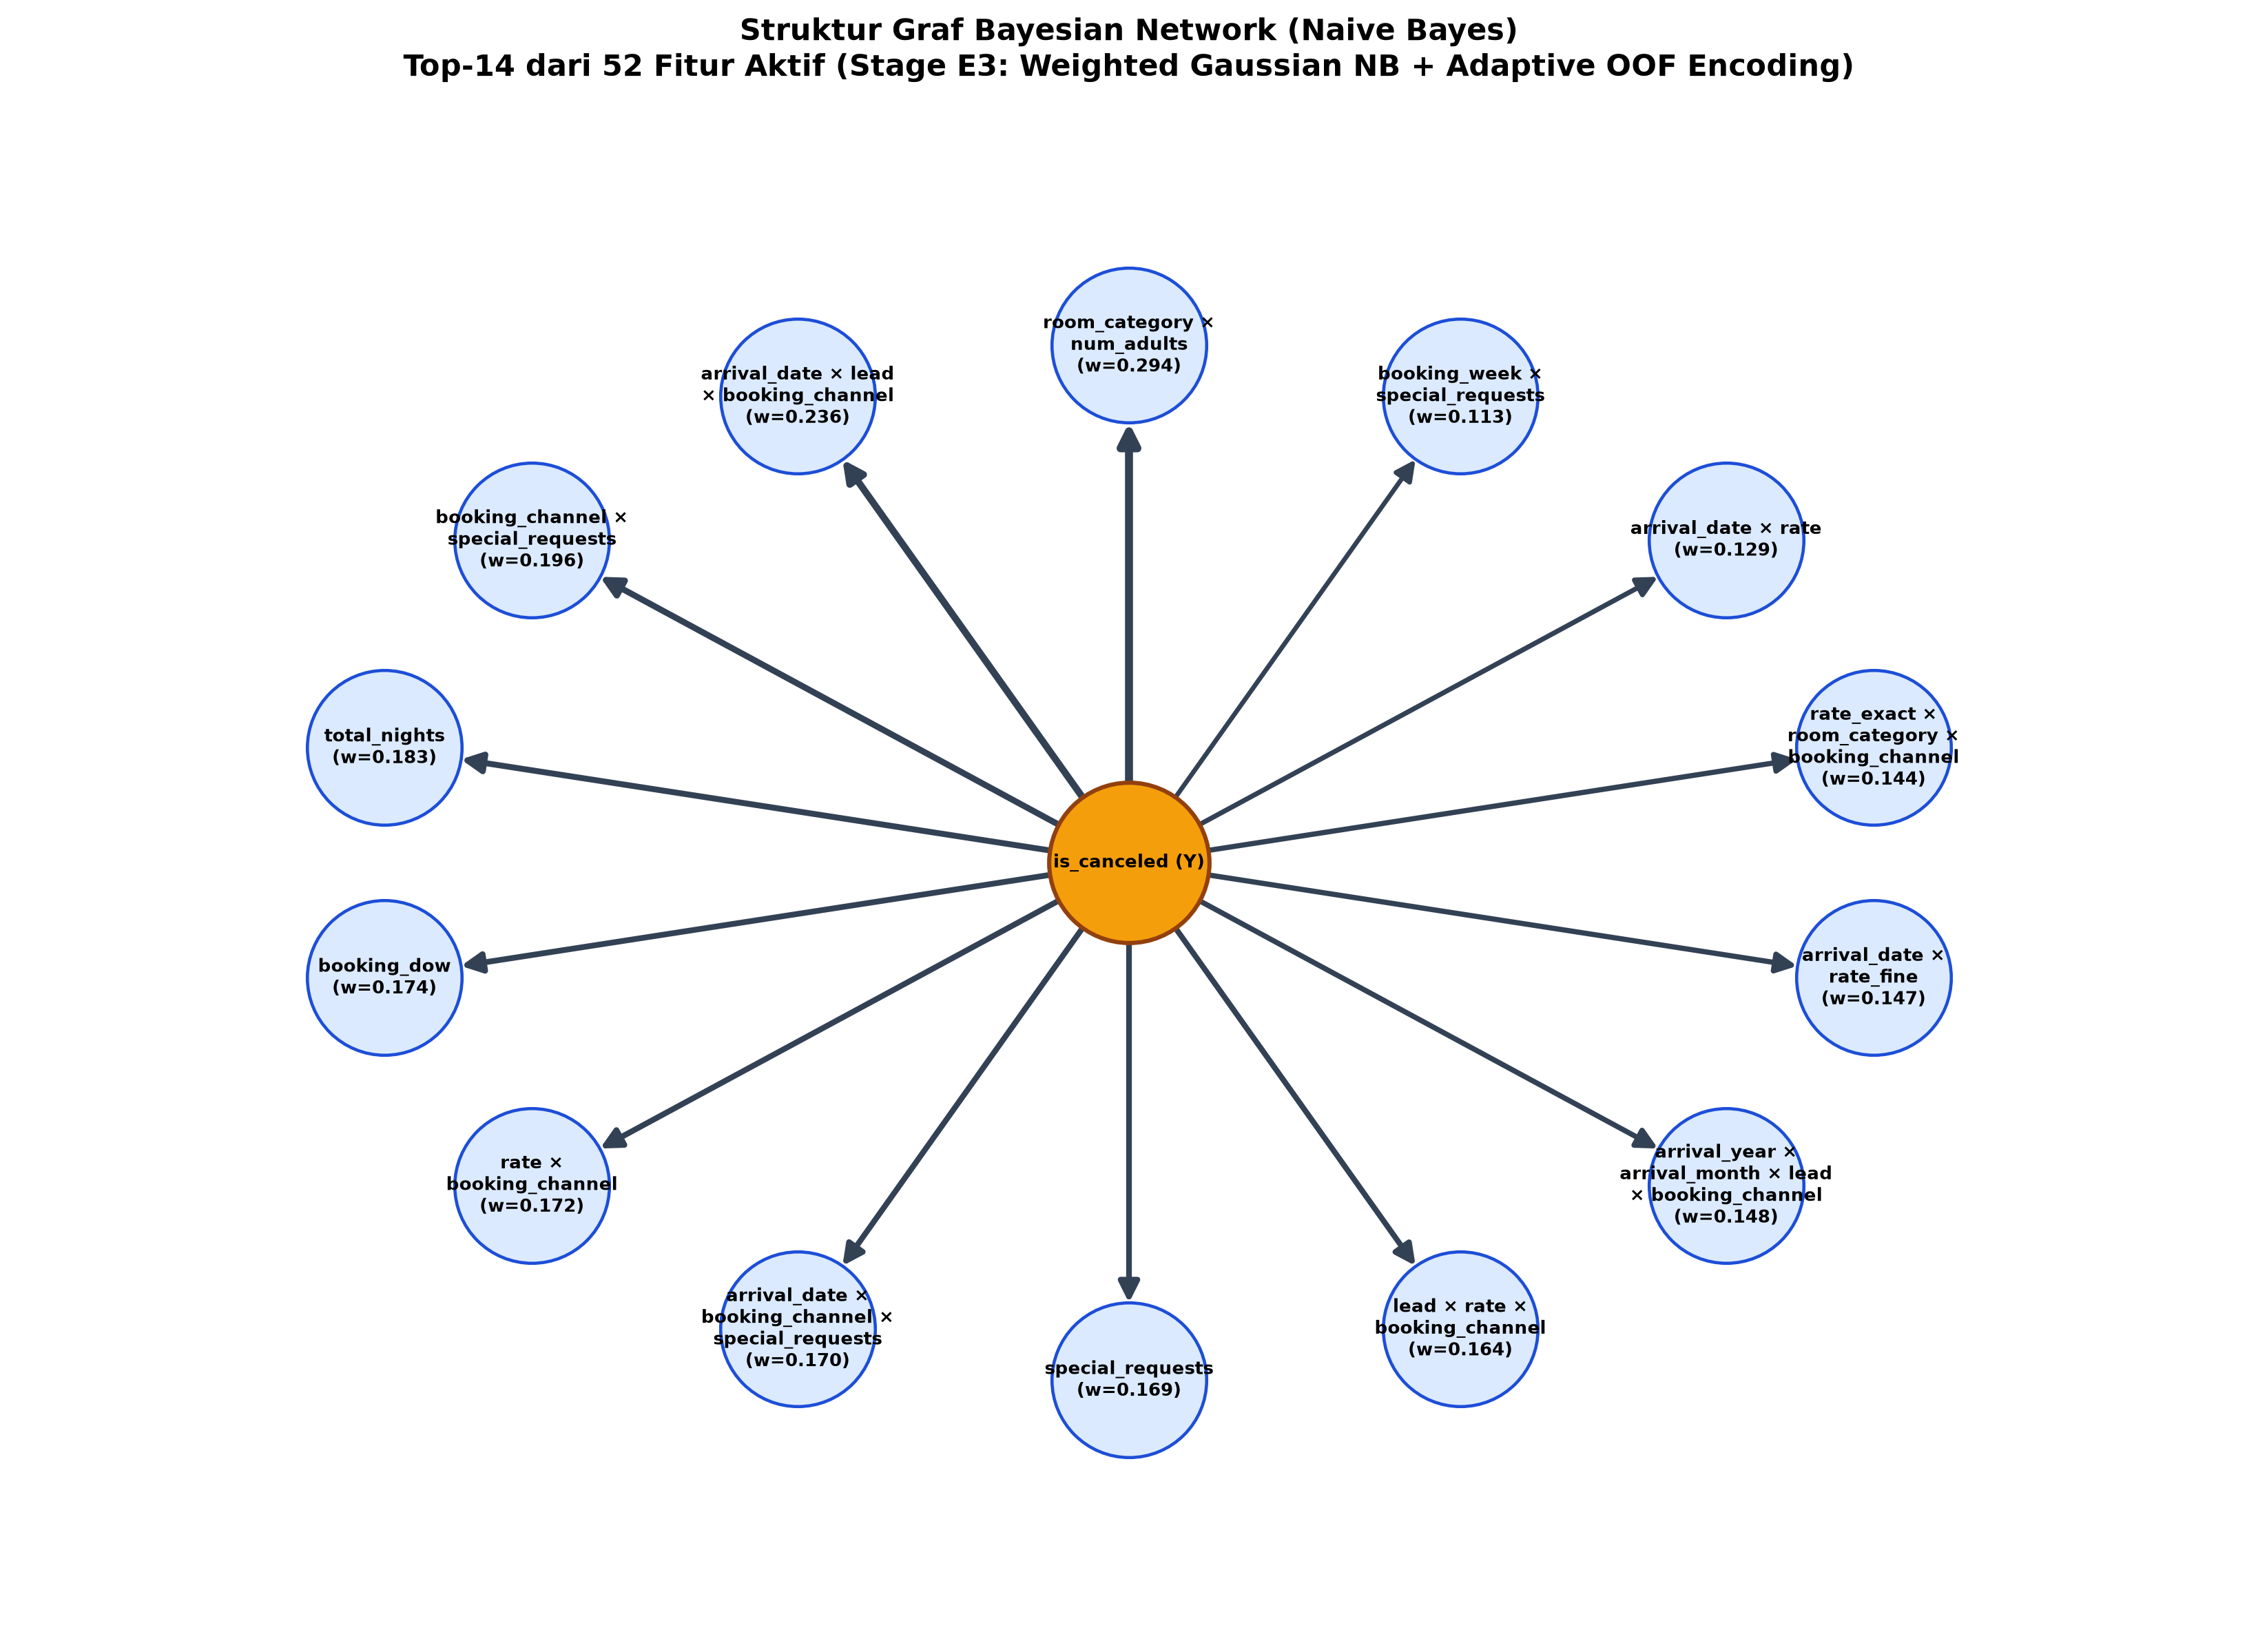 Struktur Graf Bayesian Network (Naive Bayes)
Top-14 dari 52 Fitur Aktif (Stage E3: Weighted Gaussian NB + Adaptive OOF Encoding)
room_category ×
num_adults
(w=0.294)
arrival_date × lead
× booking_channel
(w=0.236)
booking_week ×
special_requests
(w=0.113)
booking_channel ×
special_requests
(w=0.196)
arrival_date × rate
(w=0.129)
total_nights
(w=0.183)
rate_exact ×
room_category ×
booking_channel
(w=0.144)
is_canceled (Y)
booking_dow
(w=0.174)
arrival_date ×
rate_fine
(w=0.147)
rate ×
booking_channel
(w=0.172)
arrival_year ×
arrival_month × lead
× booking_channel
(w=0.148)
arrival_date ×
booking_channel ×
special_requests
(w=0.170)
special_requests
(w=0.169)
lead × rate ×
booking_channel
(w=0.164)